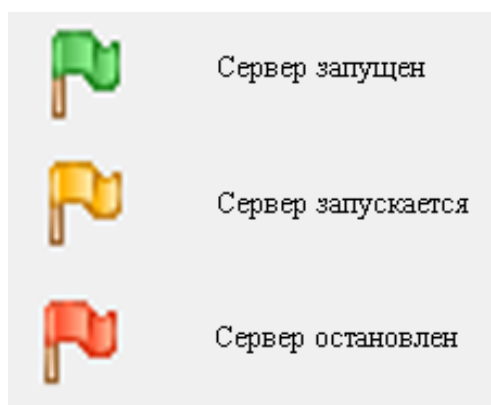 Сервер запущен
Сервер запускается
Сервер остановлен